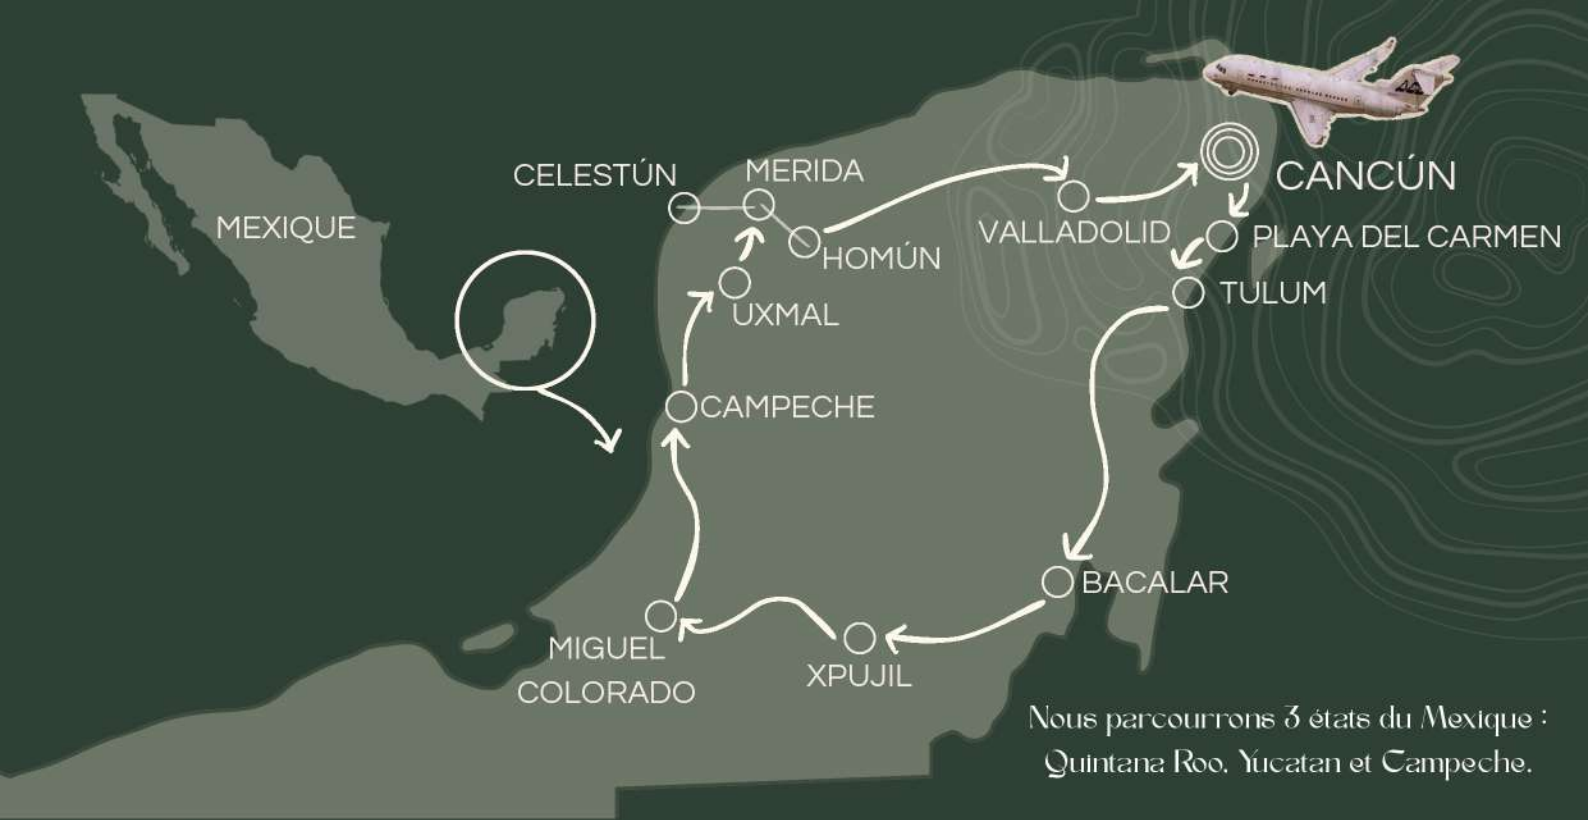 MEXIQUE
CELESTÚN
MERIDA
HOMÚN
UXMAL
CAMPECHE
MIGUEL
COLORADO
XPUJIL
BACALAR
VALLADOLID
CANCÚN
PLAYA DEL CARMEN
TULUM
Nous parcourrons 3 états du Mexique :
Quintana Roo, Yucatan et Campeche.